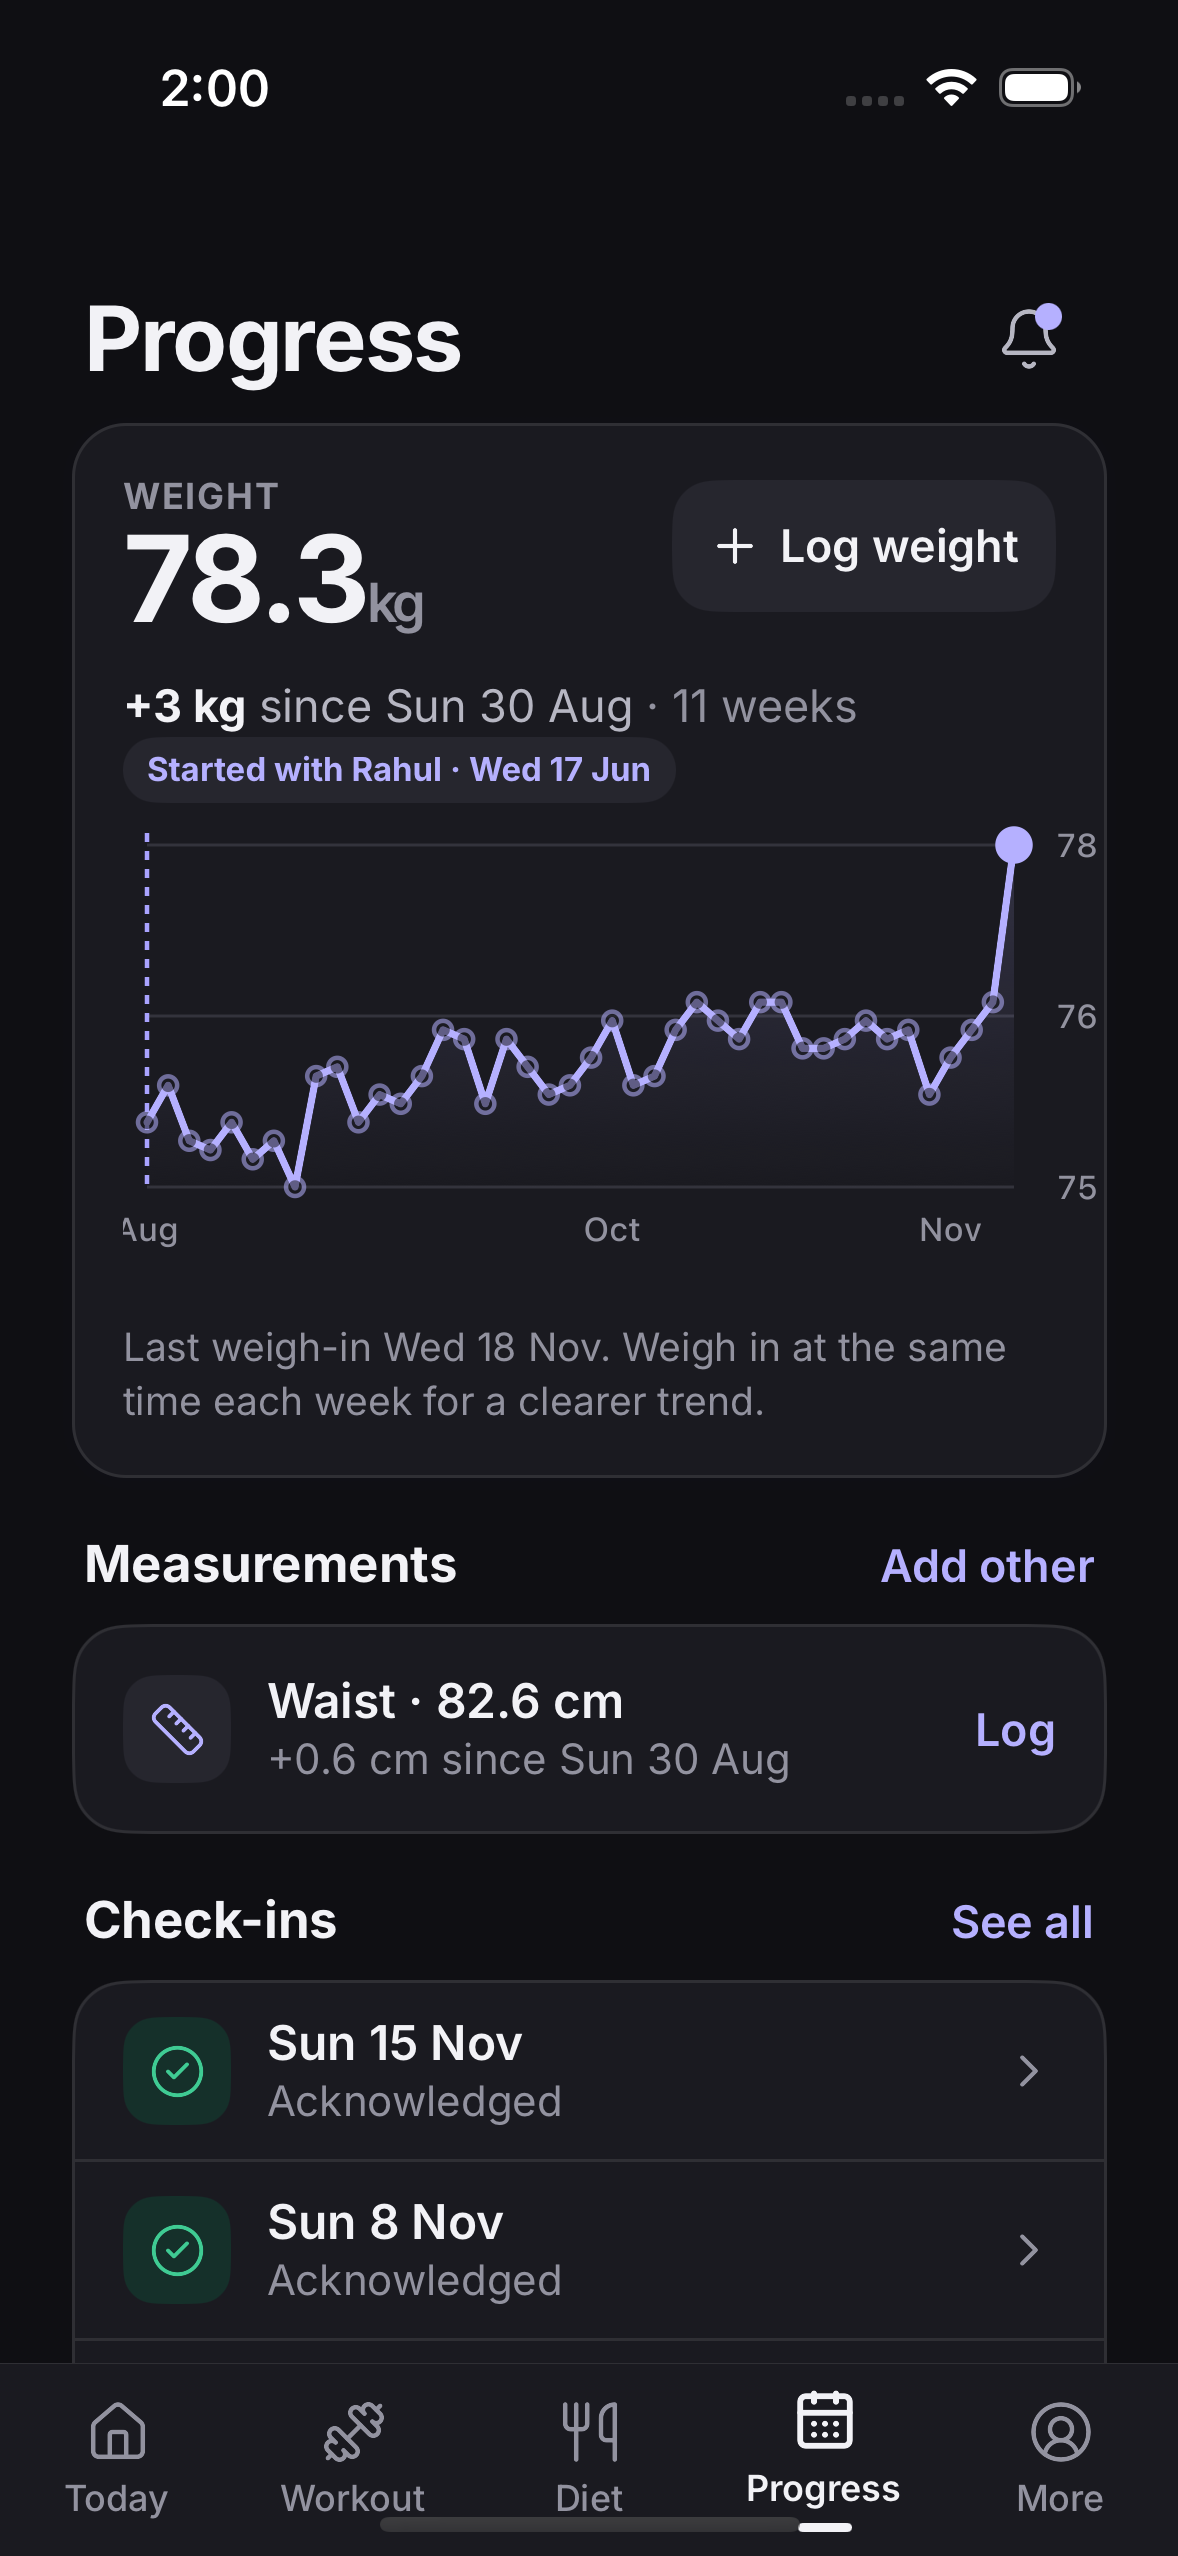 2:00
Progress
WEIGHT
78.3kg
+ Log weight
+3 kg since Sun 30 Aug · 11 weeks
Started with Rahul · Wed 17 Jun
78
76
75
Aug Oct Nov
Last weigh-in Wed 18 Nov. Weigh in at the same
time each week for a clearer trend.
Measurements Add other
Waist · 82.6 cm
+0.6 cm since Sun 30 Aug
Log
Check-ins See all
Sun 15 Nov
Acknowledged
Sun 8 Nov
Acknowledged
Today Workout Diet Progress More